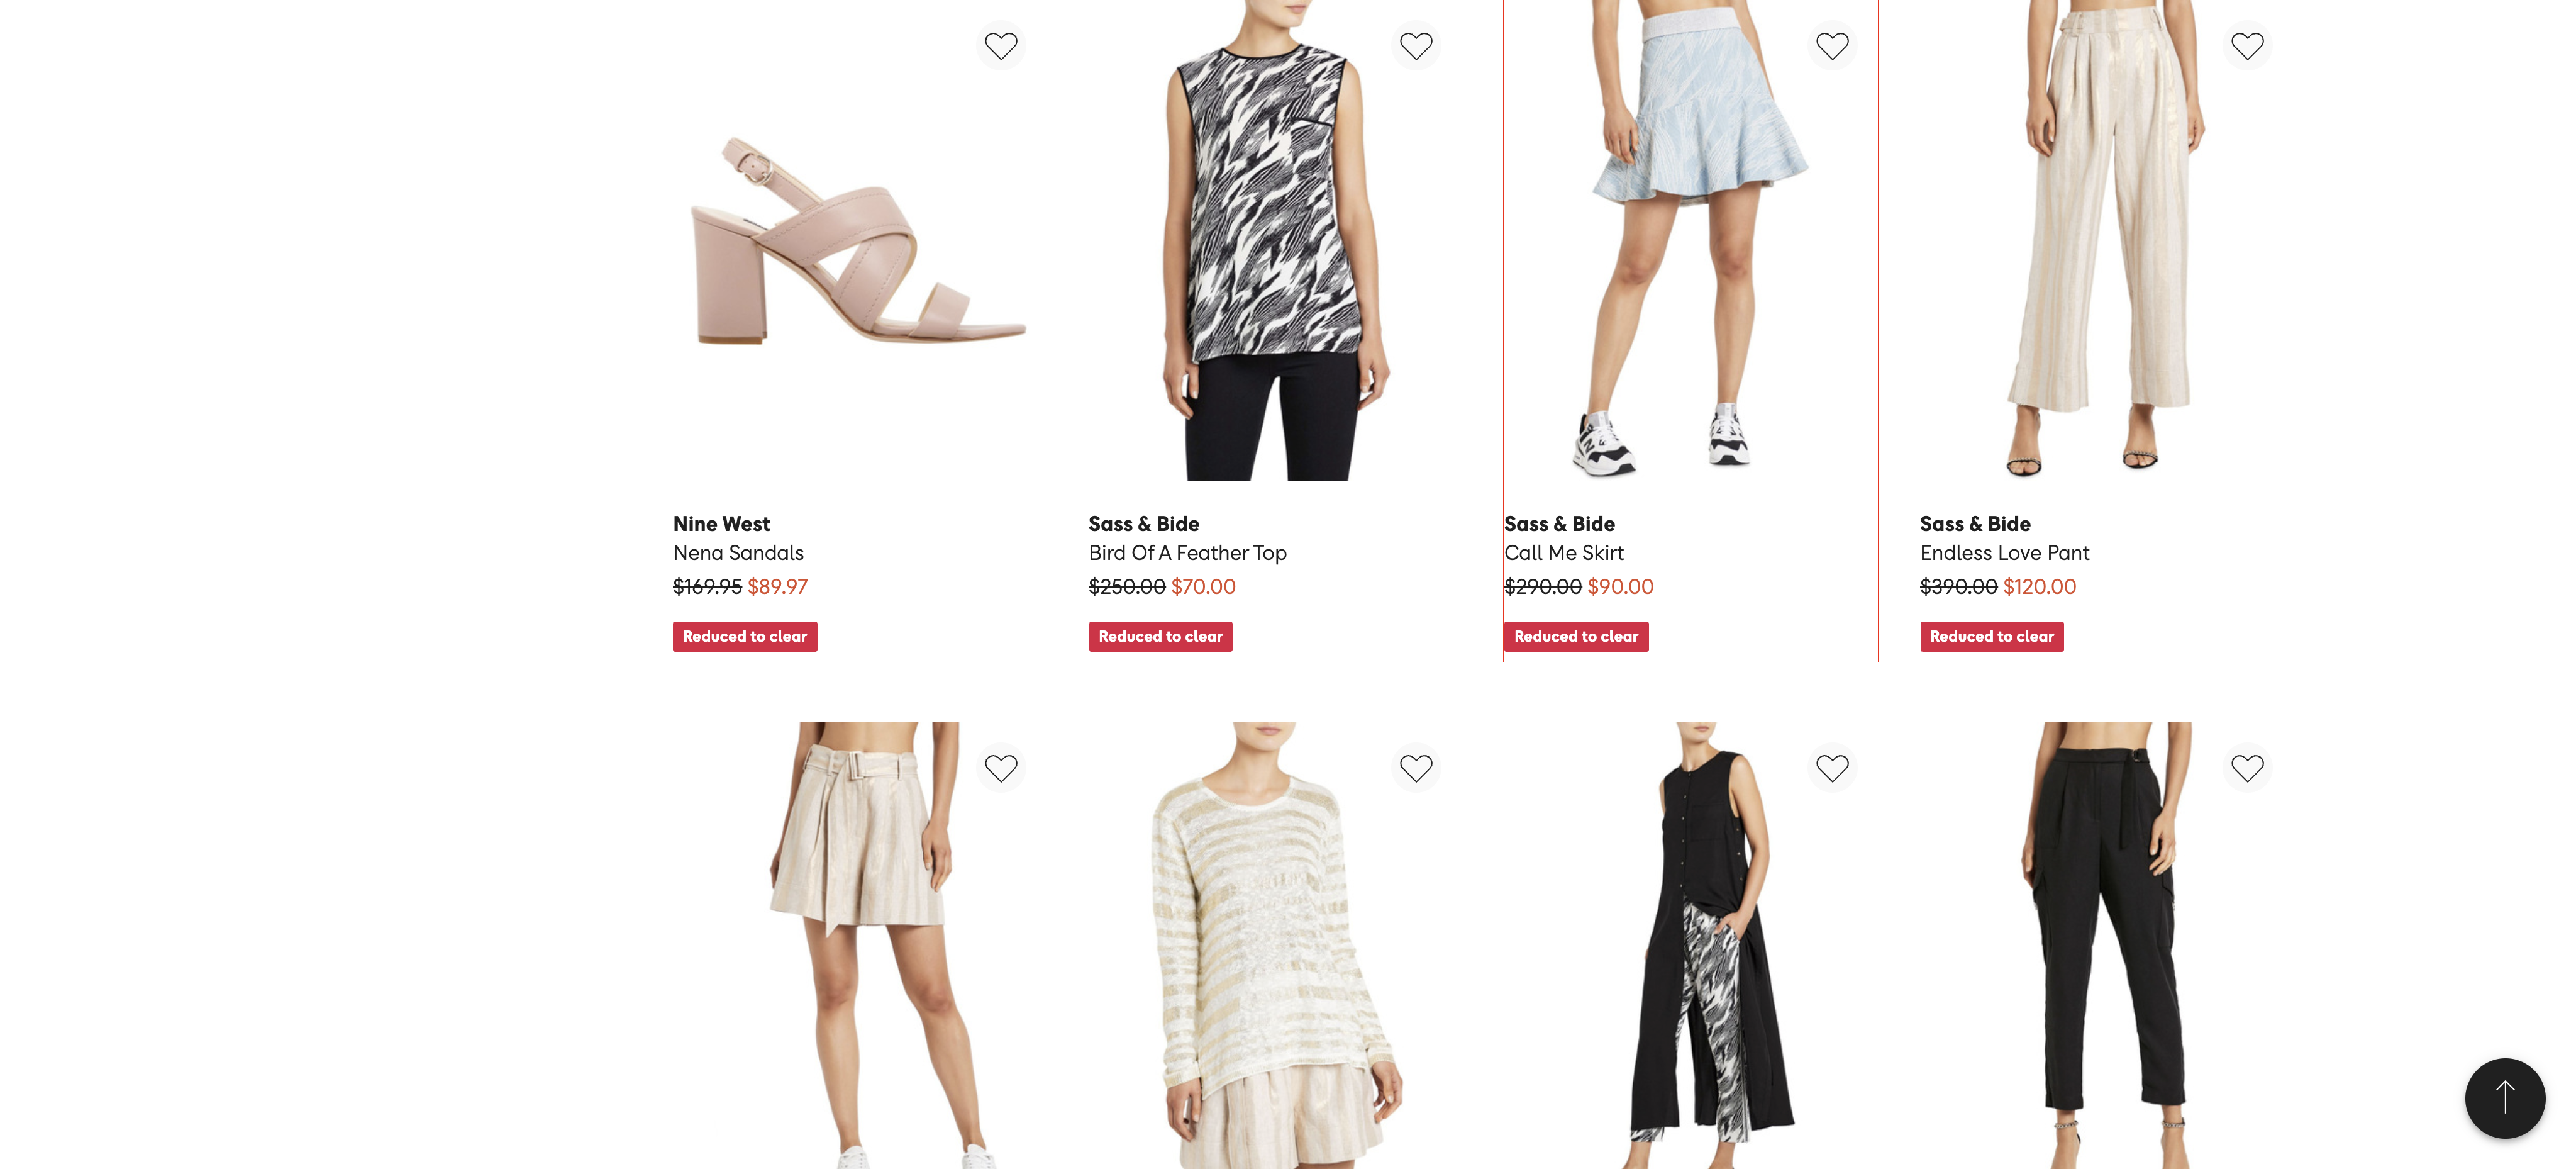 Nine West
Nena Sandals
$169.95 $89.97
Reduced to clear
Sass & Bide
Bird Of A Feather Top
$250.00 $70.00
Reduced to clear
Sass & Bide
Call Me Skirt
$290.00 $90.00
Reduced to clear
Sass & Bide
Endless Love Pant
$390.00 $120.00
Reduced to clear